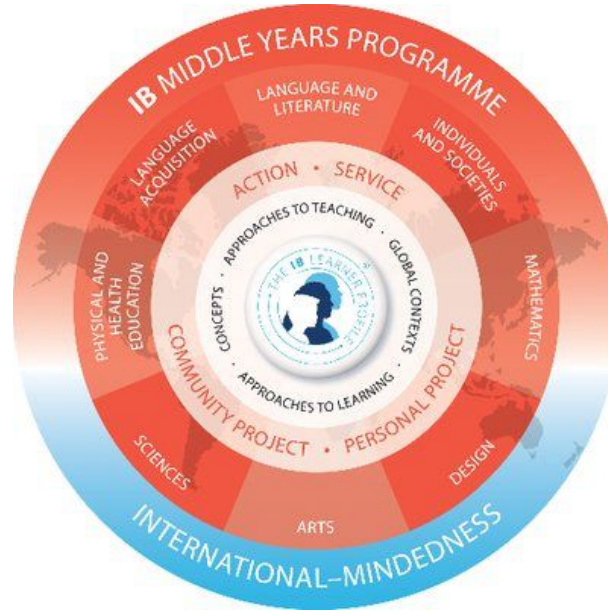 IB MIDDLE YEARS PROGRAMME
LANGUAGE AND
LITERATURE
INDIVIDUALS
AND SOCIETIES
MATHEMATICS
DESIGN
ARTS
SCIENCES
PHYSICAL AND
HEALTH
EDUCATION
LANGUAGE
ACQUISITION
ACTION • SERVICE
COMMUNITY PROJECT • PERSONAL PROJECT
APPROACHES TO TEACHING ·
GLOBAL CONTEXTS ·
APPROACHES TO LEARNING ·
CONCEPTS ·
THE IB LEARNER PROFILE
INTERNATIONAL–MINDEDNESS